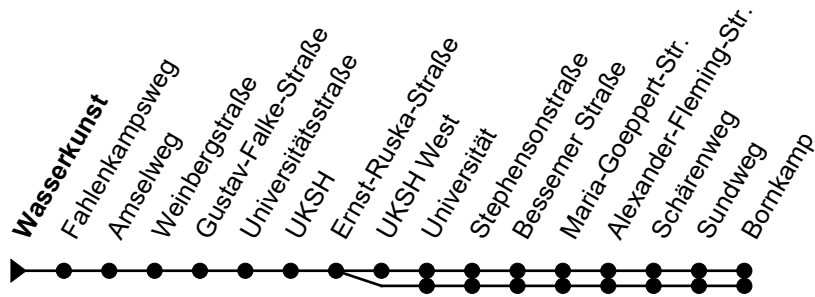 Wasserkunst
Fahlenkampsweg
Amselweg
Weinbergstraße
Gustav-Falke-Straße
Universitätsstraße
UKSH
Ernst-Ruska-Straße
UKSH West
Universität
Stephensonstraße
Bessemer Straße
Maria-Goeppert-Str.
Alexander-Fleming-Str.
Schärenweg
Sundweg
Bornkamp